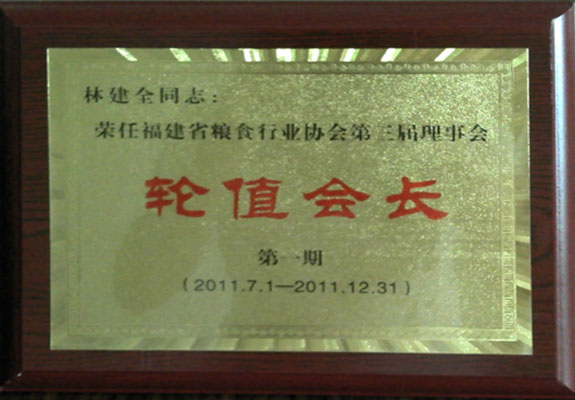 林建全同志：
荣任福建省粮食行业协会第三届理事会
轮值会长
第一期
（2011.7.1—2011.12.31）